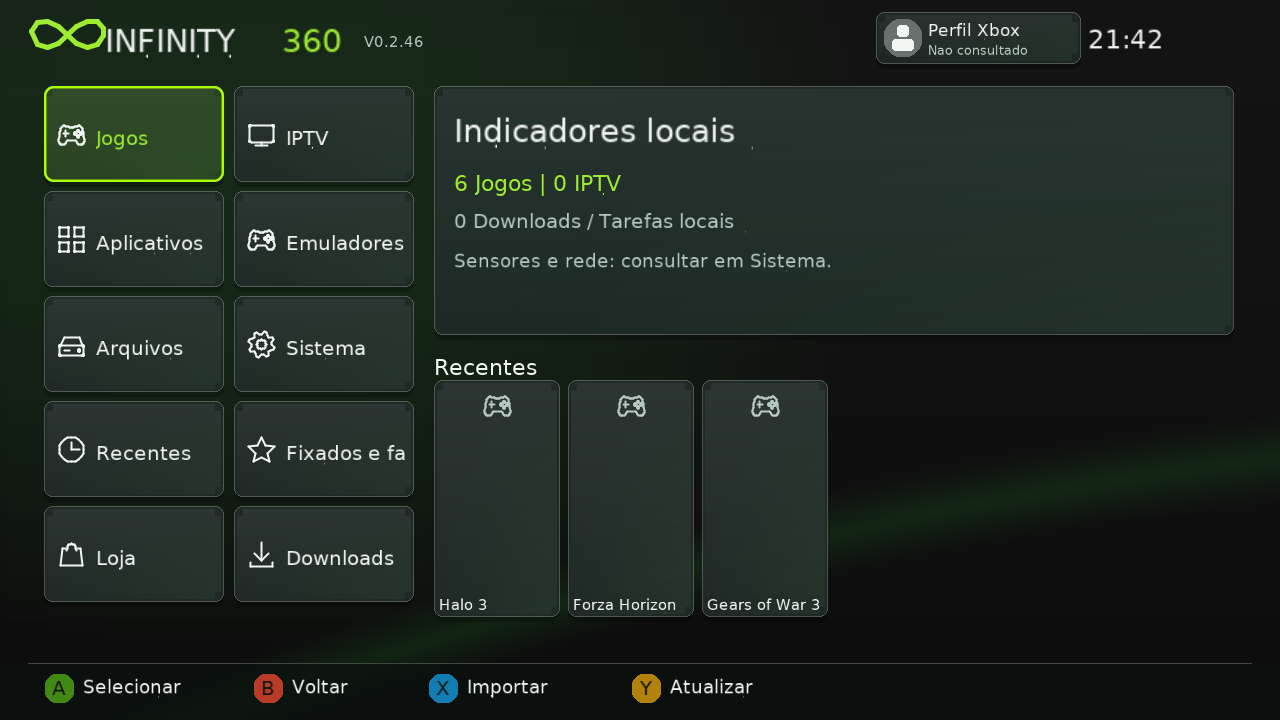 INFINITY 360 V0.2.46
Perfil Xbox
Nao consultado
21:42
Jogos
IPTV
Aplicativos
Emuladores
Arquivos
Sistema
Recentes
Fixados e fa
Loja
Downloads
Indicadores locais
6 Jogos | 0 IPTV
0 Downloads / Tarefas locais
Sensores e rede: consultar em Sistema.
Recentes
Halo 3
Forza Horizon
Gears of War 3
A Selecionar
B Voltar
X Importar
Y Atualizar